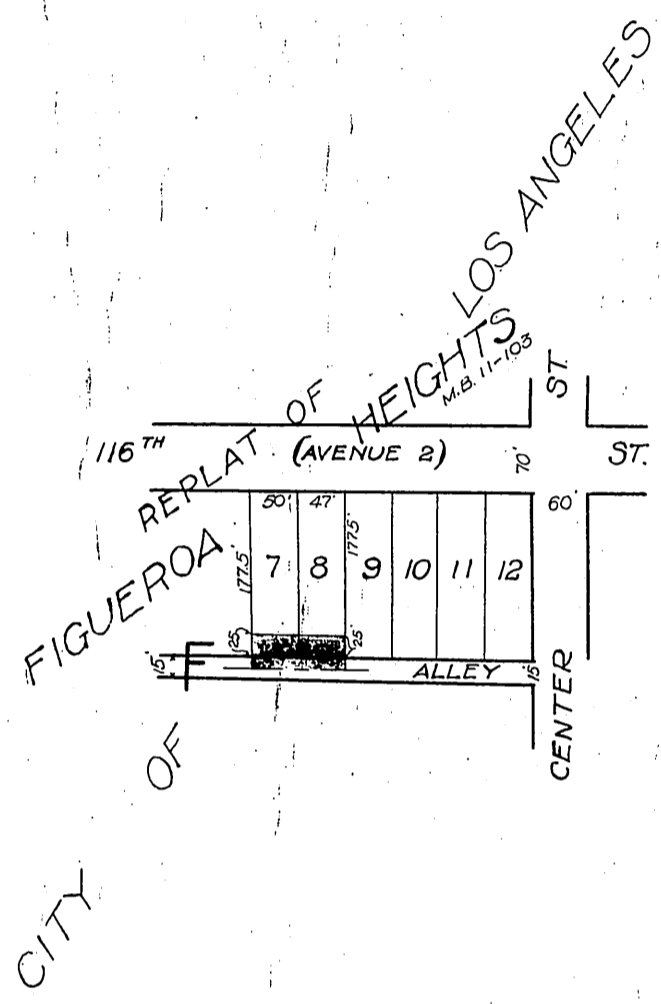 CITY OF LOS ANGELES
REPLAT OF
FIGUEROA HEIGHTS
M.B. 11-103
116TH (AVENUE 2) ST.
70'
ST.
60'
50' 47'
177.5' 177.5'
7 8 9 10 11 12
25' 25'
15' ALLEY 15'
CENTER